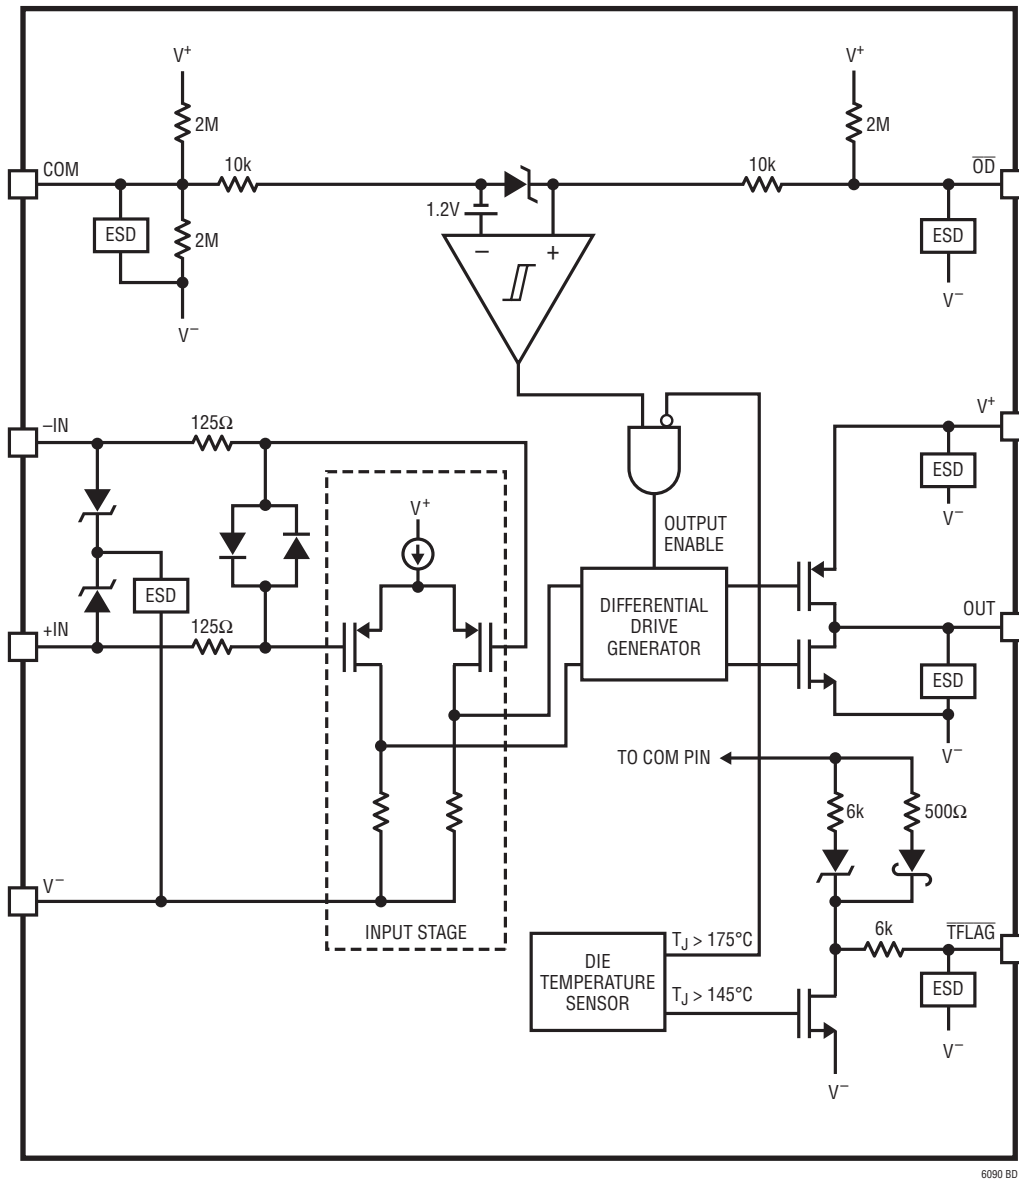 V+
V+
2M
2M
COM
10k
10k
OD
1.2V
ESD
2M
ESD
− +
V−
V−
−IN
125Ω
V+
ESD
V−
V+
OUTPUT
ENABLE
ESD
+IN
125Ω
DIFFERENTIAL
DRIVE
GENERATOR
OUT
ESD
V−
TO COM PIN
6k
500Ω
V−
INPUT STAGE
6k
TFLAG
DIE
TEMPERATURE
SENSOR
TJ > 175°C
TJ > 145°C
ESD
V−
V−
6090 BD